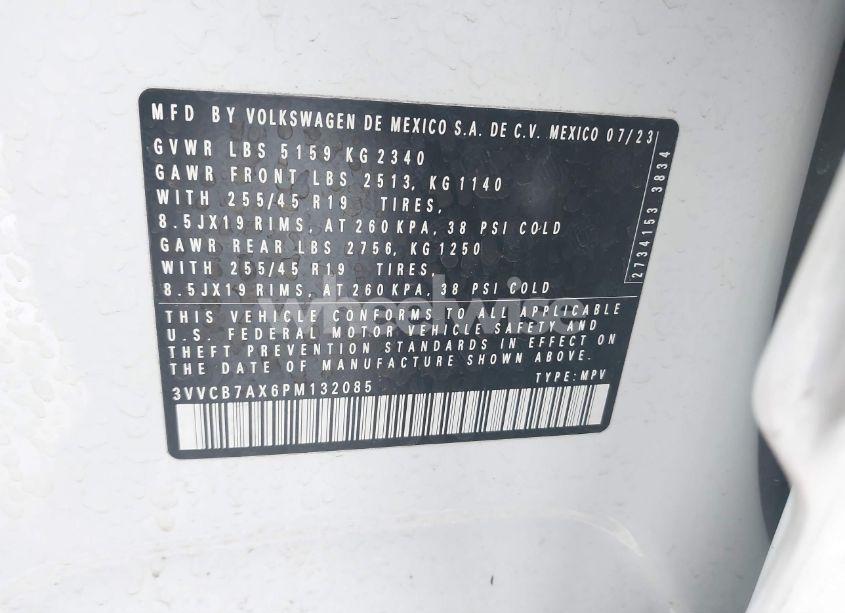 MFD BY VOLKSWAGEN DE MEXICO S.A. DE C.V. MEXICO 07/23
GVWR LBS 5159 KG 2340
GAWR FRONT LBS 2513, KG 1140
WITH 255/45 R19 TIRES,
8.5JX19 RIMS, AT 260 KPA, 38 PSI COLD
GAWR REAR LBS 2756, KG 1250
WITH 255/45 R19 TIRES,
8.5JX19 RIMS, AT 260 KPA, 38 PSI COLD
THIS VEHICLE CONFORMS TO ALL APPLICABLE
U.S. FEDERAL MOTOR VEHICLE SAFETY AND
THEFT PREVENTION STANDARDS IN EFFECT ON
THE DATE OF MANUFACTURE SHOWN ABOVE.
3VVCB7AX6PM132085 TYPE: MPV
2734153 3834
wheelwise